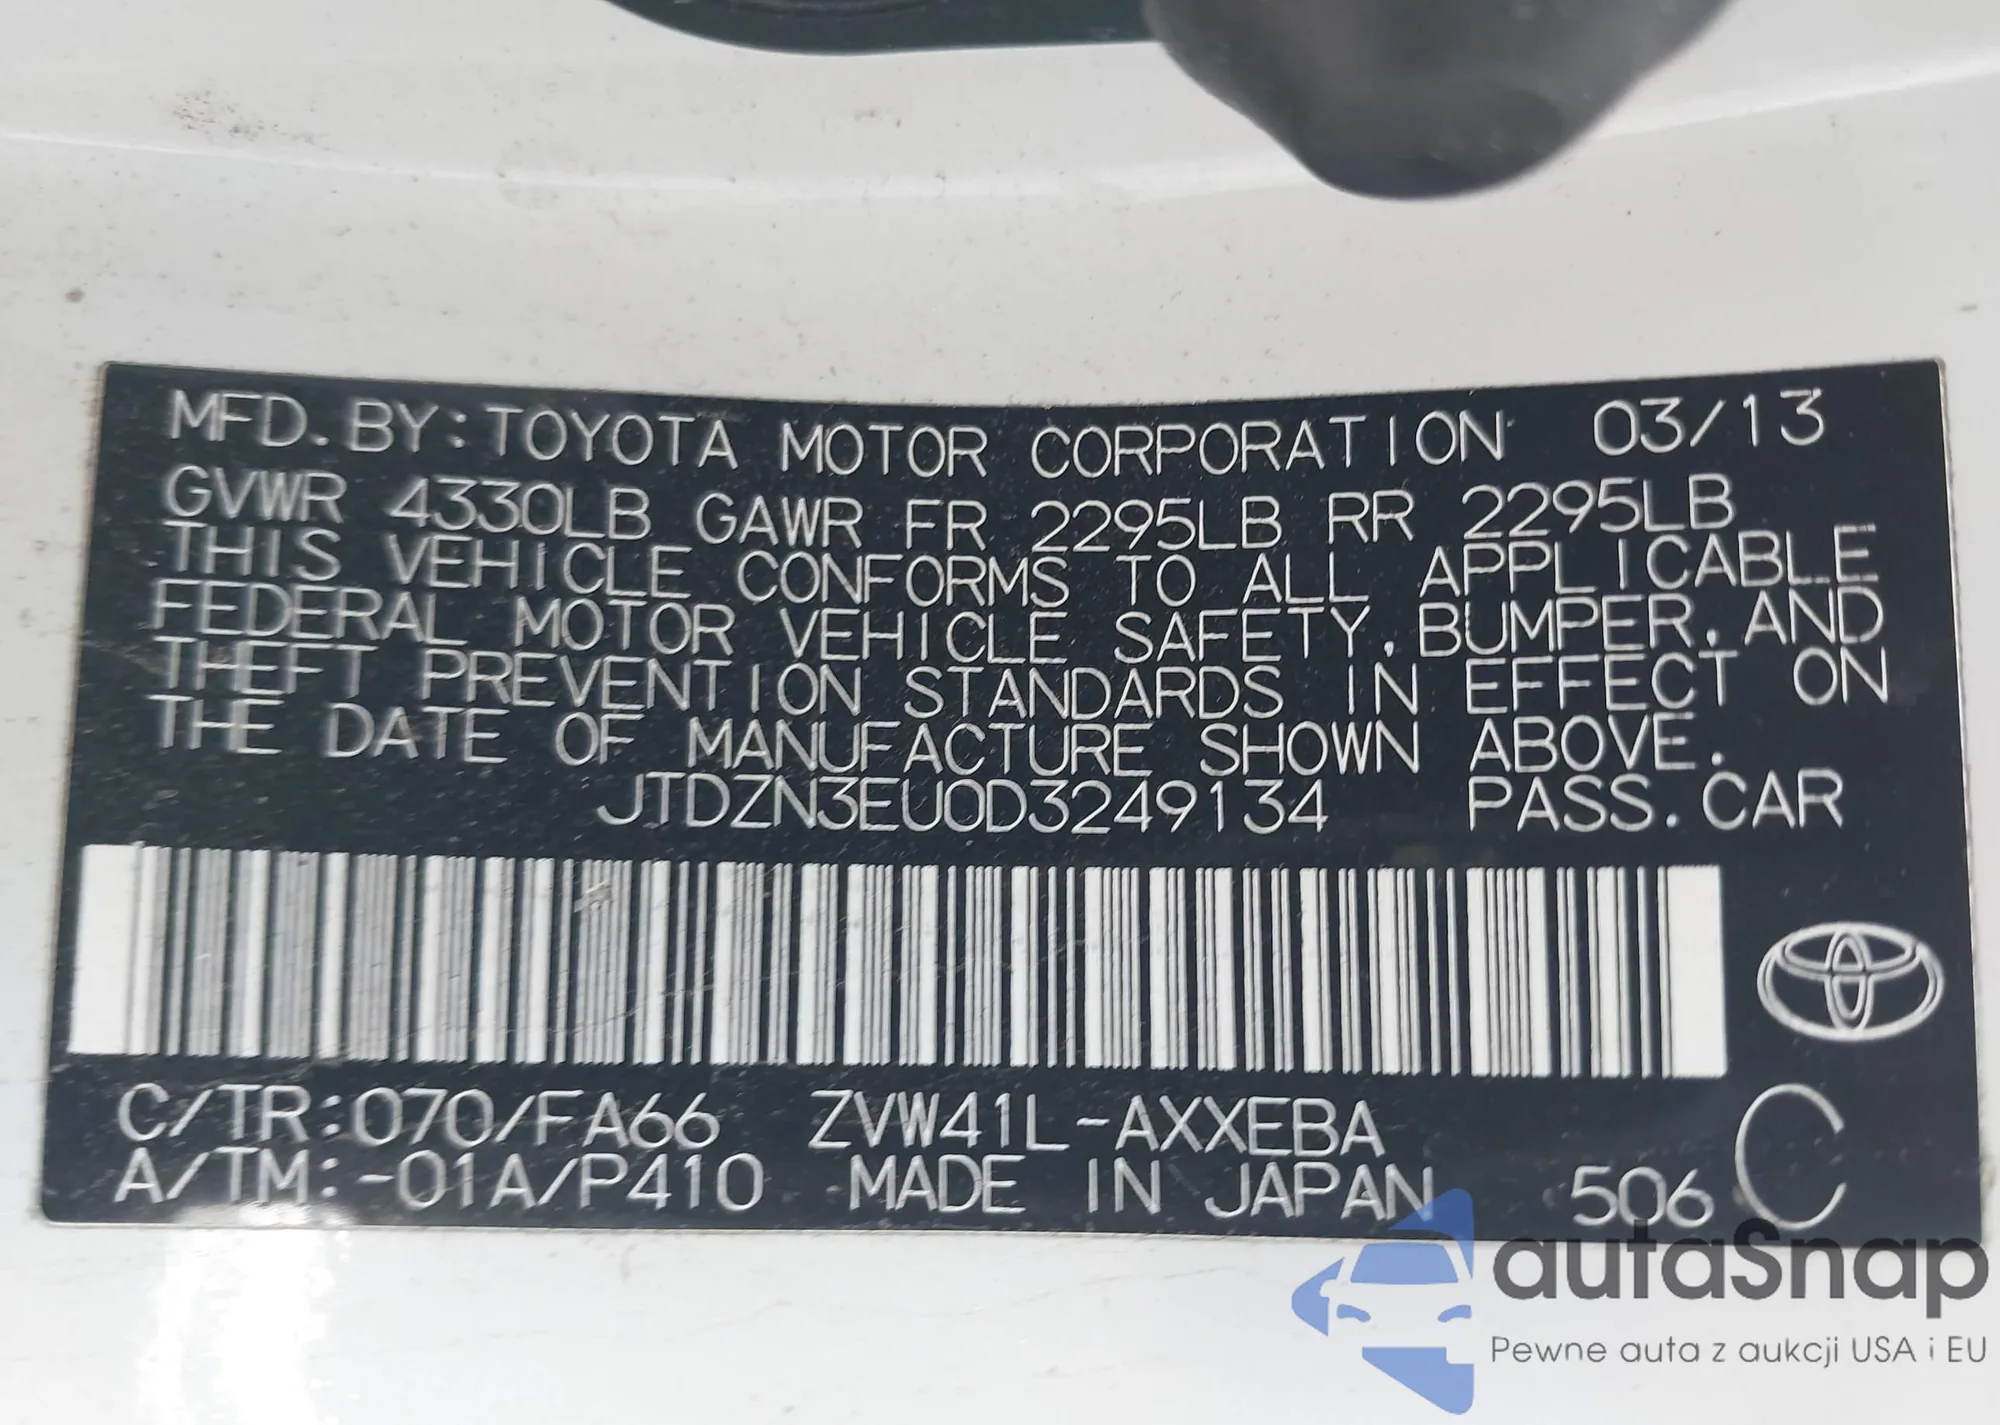 MFD. BY: TOYOTA MOTOR CORPORATION 03/13
GVWR 4330LB GAWR FR 2295LB RR 2295LB
THIS VEHICLE CONFORMS TO ALL APPLICABLE
FEDERAL MOTOR VEHICLE SAFETY, BUMPER, AND
THEFT PREVENTION STANDARDS IN EFFECT ON
THE DATE OF MANUFACTURE SHOWN ABOVE.
JTDZN3EU0D3249134 PASS. CAR
C/TR: 070/FA66 ZVW41L-AXXEBA C
A/TM: -01A/P410 MADE IN JAPAN 506
autaSnap
Pewne auta z aukcji USA i EU